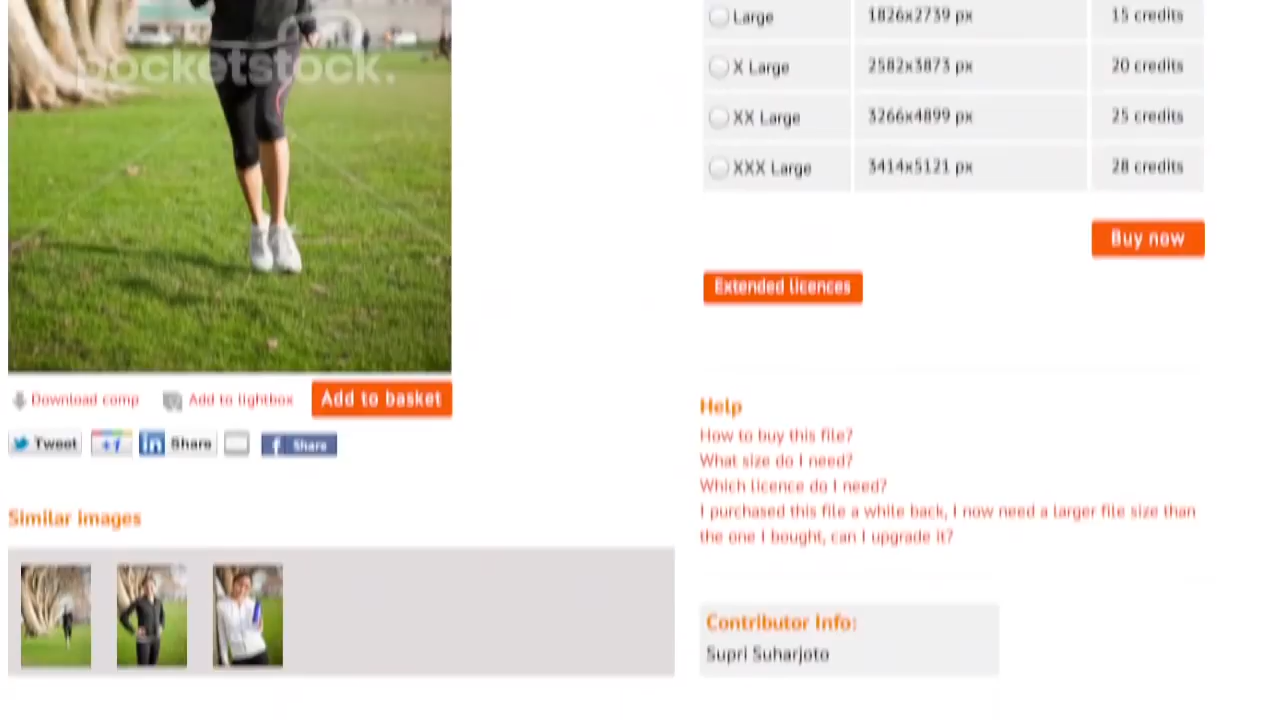 pocketstock.
Large 1826x2739 px 15 credits
X Large 2582x3873 px 20 credits
XX Large 3266x4899 px 25 credits
XXX Large 3414x5121 px 28 credits
Buy now
Extended licences
Download comp Add to lightbox Add to basket
Tweet +1 in Share f Share
Similar images
Help
How to buy this file?
What size do I need?
Which licence do I need?
I purchased this file a while back, I now need a larger file size than
the one I bought, can I upgrade it?
Contributor Info:
Supri Suharjoto